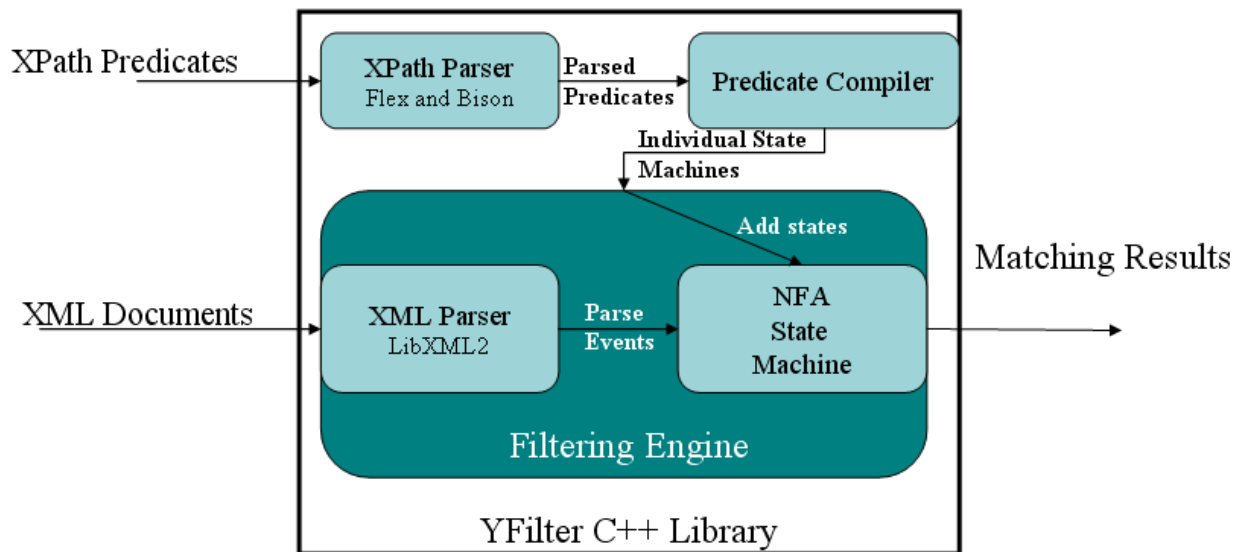 XPath Predicates
XPath Parser
Flex and Bison
Parsed
Predicates
Predicate Compiler
Individual State
Machines
Add states
XML Documents
XML Parser
LibXML2
Parse
Events
NFA
State
Machine
Matching Results
Filtering Engine
YFilter C++ Library